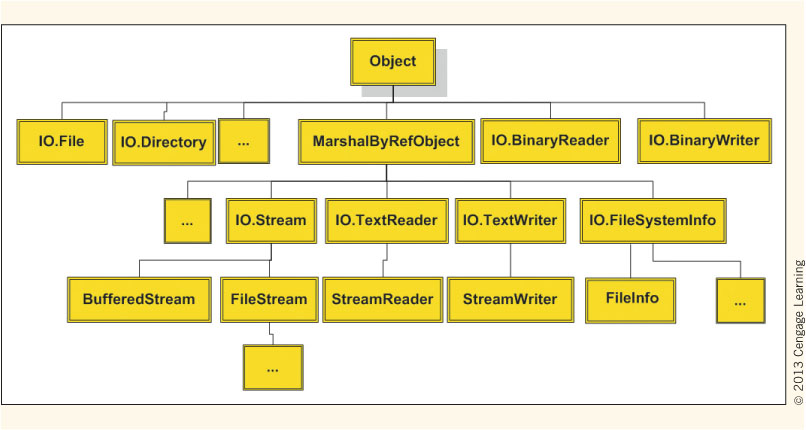 Object
IO.File
IO.Directory
...
MarshalByRefObject
IO.BinaryReader
IO.BinaryWriter
...
IO.Stream
IO.TextReader
IO.TextWriter
IO.FileSystemInfo
BufferedStream
FileStream
StreamReader
StreamWriter
FileInfo
...
...
© 2013 Cengage Learning